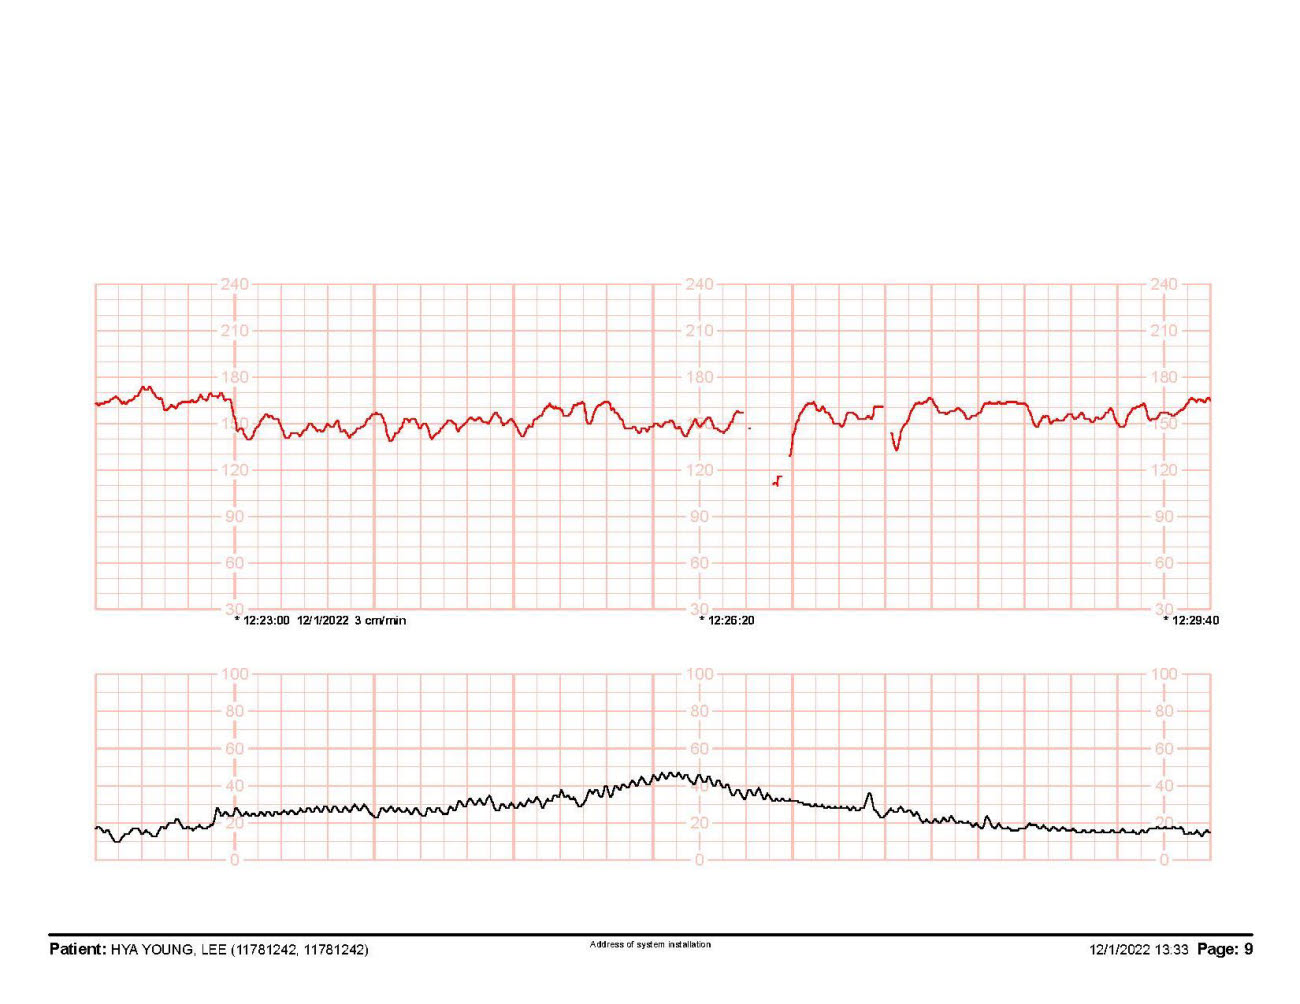 240 240 240
210 210 210
180 180 180
150 150 150
120 120 120
90 90 90
60 60 60
30 30 30
* 12:23:00 12/1/2022 3 cm/min * 12:26:20 * 12:29:40
100 100 100
80 80 80
60 60 60
40 40 40
20 20 20
0 0 0
Patient: HYA YOUNG, LEE (11781242, 11781242) Address of system installation 12/1/2022 13:33 Page: 9